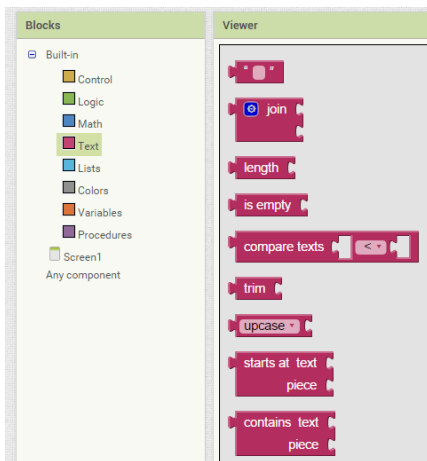 Blocks
Built-in
Control
Logic
Math
Text
Lists
Colors
Variables
Procedures
Screen1
Any component
Viewer
“ ”
join
length
is empty
compare texts <
trim
upcase
starts at text
piece
contains text
piece